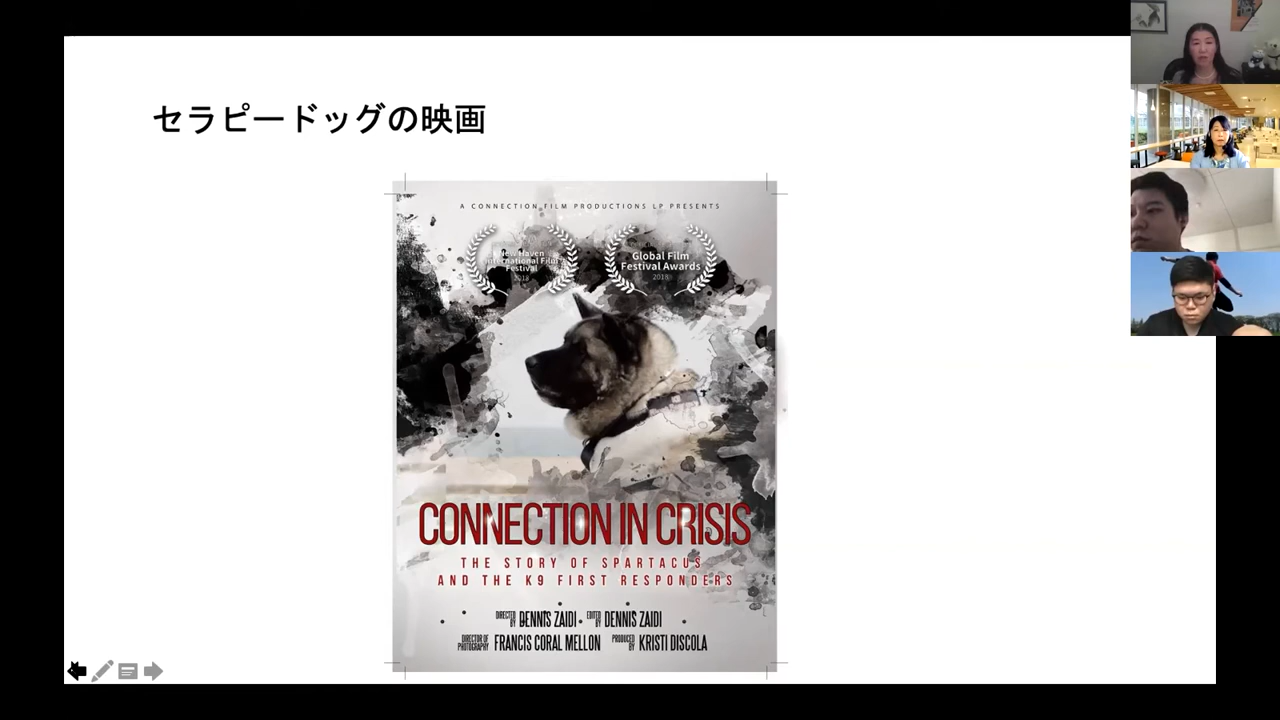 セラピードッグの映画
A CONNECTION FILM PRODUCTIONS LP PRESENTS
New Haven
International Film
Festival
2018
Global Film
Festival Awards
2018
CONNECTION IN CRISIS
THE STORY OF SPARTACUS
AND THE K9 FIRST RESPONDERS
DIRECTED BY DENNIS ZAIDI EDITED BY DENNIS ZAIDI
DIRECTOR OF PHOTOGRAPHY FRANCIS CORAL MELLON PRODUCED BY KRISTI DISCOLA